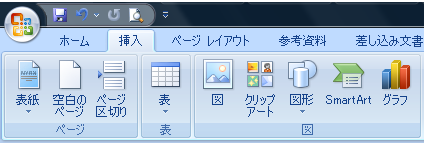 ホーム 挿入 ページ レイアウト 参考資料 差し込み文書
表紙 空白の ページ ページ 区切り 表 図 クリップ アート 図形 SmartArt グラフ
ページ 表 図